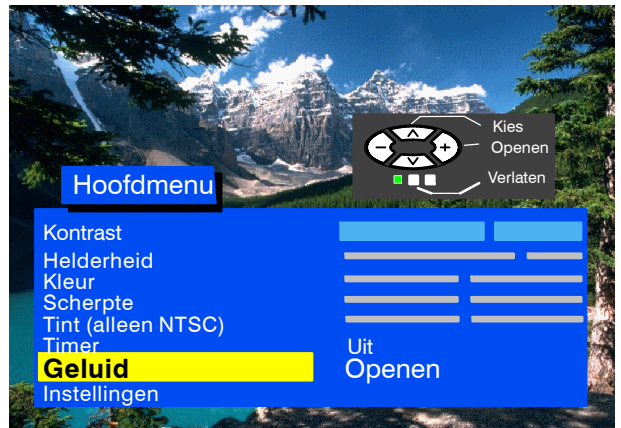 Kies
Openen
Verlaten
Hoofdmenu
Kontrast
Helderheid
Kleur
Scherpte
Tint (alleen NTSC)
Timer Uit
Geluid Openen
Instellingen